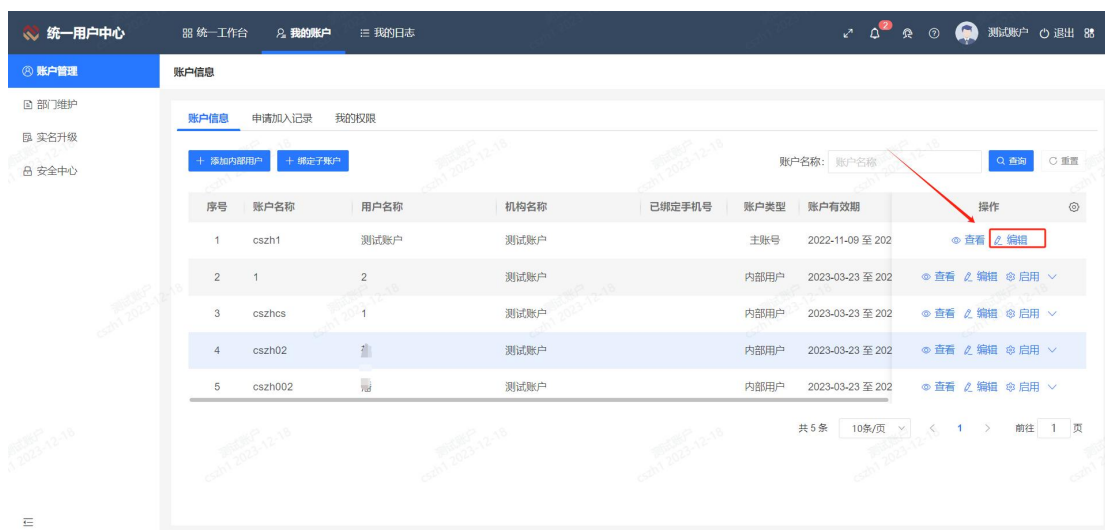 统一用户中心 统一工作台 我的账户 我的日志 2 测试账户 退出
账户管理
部门维护
实名升级
安全中心
账户信息
账户信息 申请加入记录 我的权限
+ 添加内部用户 + 绑定子账户 账户名称: 账户名称 查询 重置
序号 账户名称 用户名称 机构名称 已绑定手机号 账户类型 账户有效期 操作
1 cszh1 测试账户 测试账户 主账号 2022-11-09 至 202 查看 编辑
2 1 2 测试账户 内部用户 2023-03-23 至 202 查看 编辑 启用
3 cszhcs 1 测试账户 内部用户 2023-03-23 至 202 查看 编辑 启用
4 cszh02 测试账户 内部用户 2023-03-23 至 202 查看 编辑 启用
5 cszh002 测试账户 内部用户 2023-03-23 至 202 查看 编辑 启用
共 5 条 10条/页 < 1 > 前往 1 页
测试账户
cszh1 2023-12-18